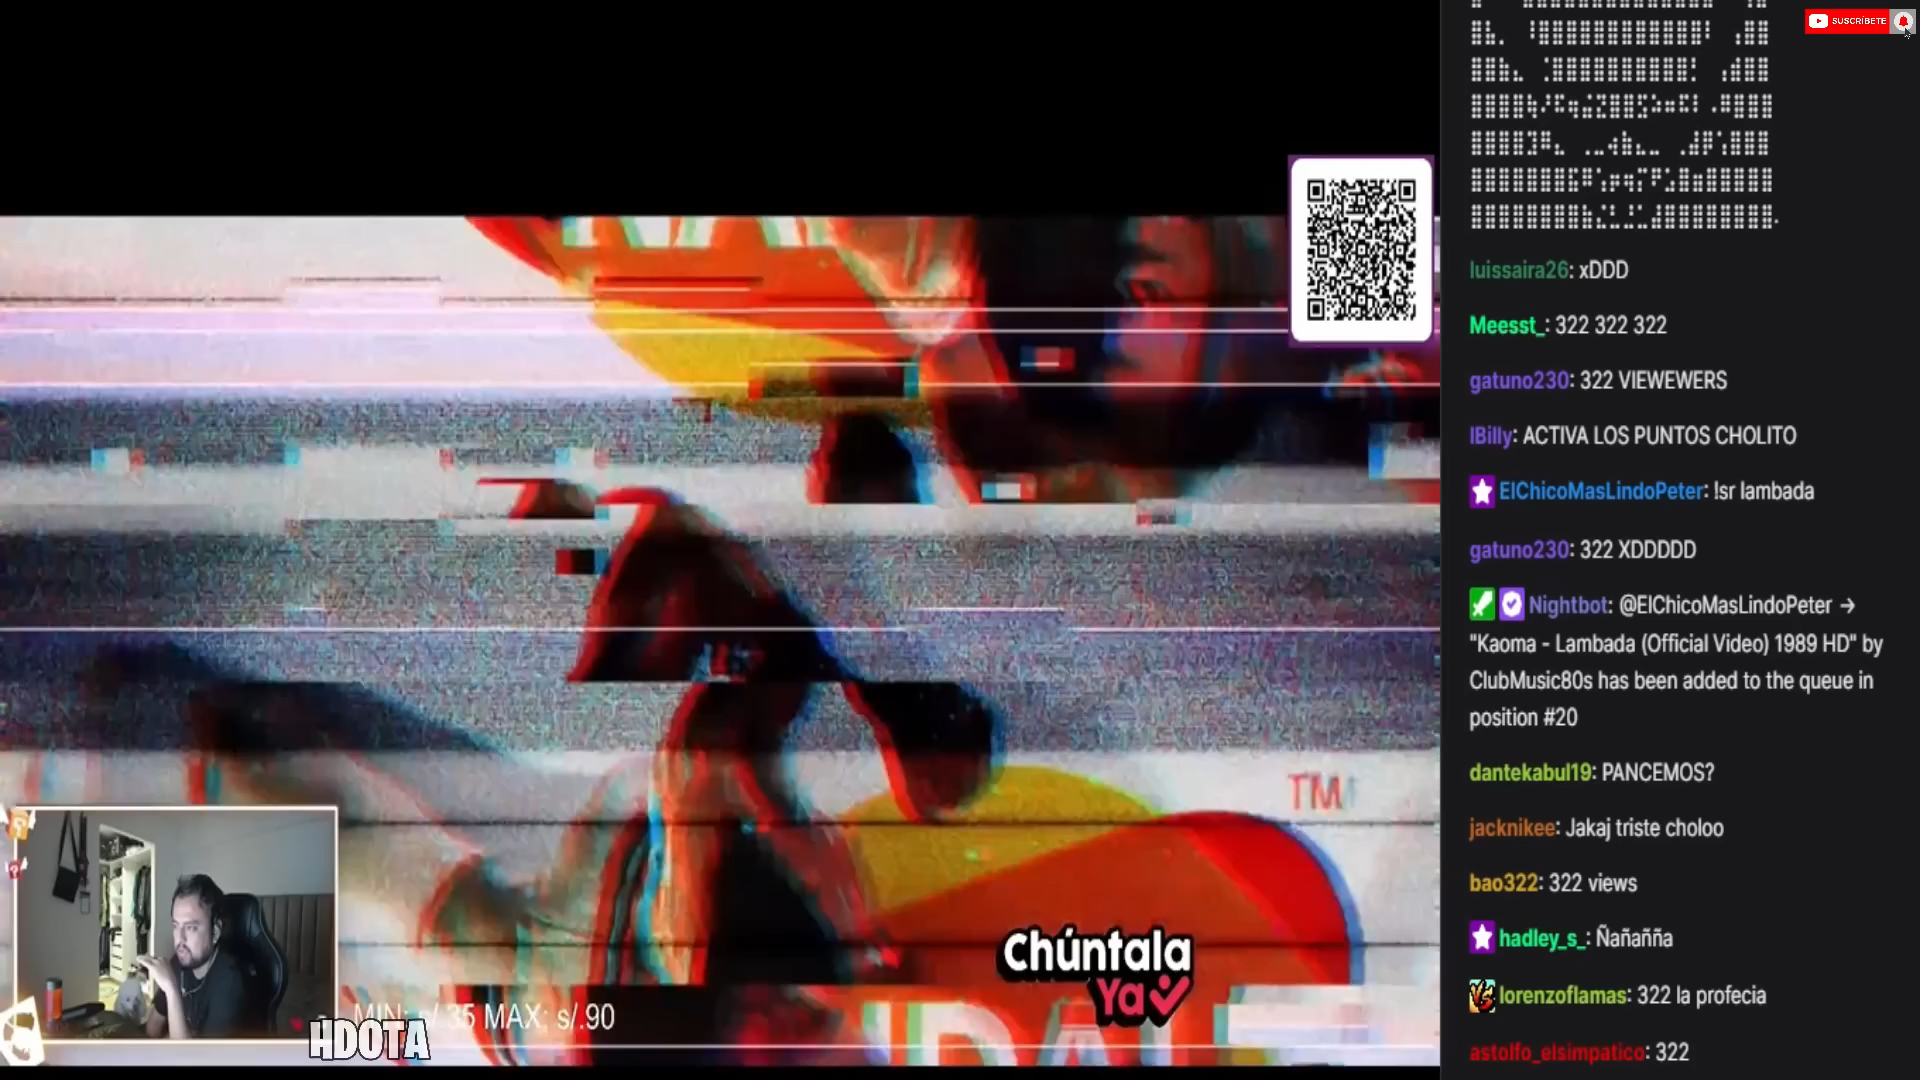 SUSCRÍBETE
luissaira26: xDDD
Meesst_: 322 322 322
gatuno230: 322 VIEWEWERS
IBilly: ACTIVA LOS PUNTOS CHOLITO
ElChicoMasLindoPeter: !sr lambada
gatuno230: 322 XDDDDD
Nightbot: @ElChicoMasLindoPeter →
"Kaoma - Lambada (Official Video) 1989 HD" by
ClubMusic80s has been added to the queue in
position #20
dantekabul19: PANCEMOS?
jacknikee: Jakaj triste choloo
bao322: 322 views
hadley_s_: Ñañañña
lorenzoflamas: 322 la profecia
astolfo_elsimpatico: 322
TM
Chúntala
Ya
MIN: s/.35 MAX: s/.90
HDOTA